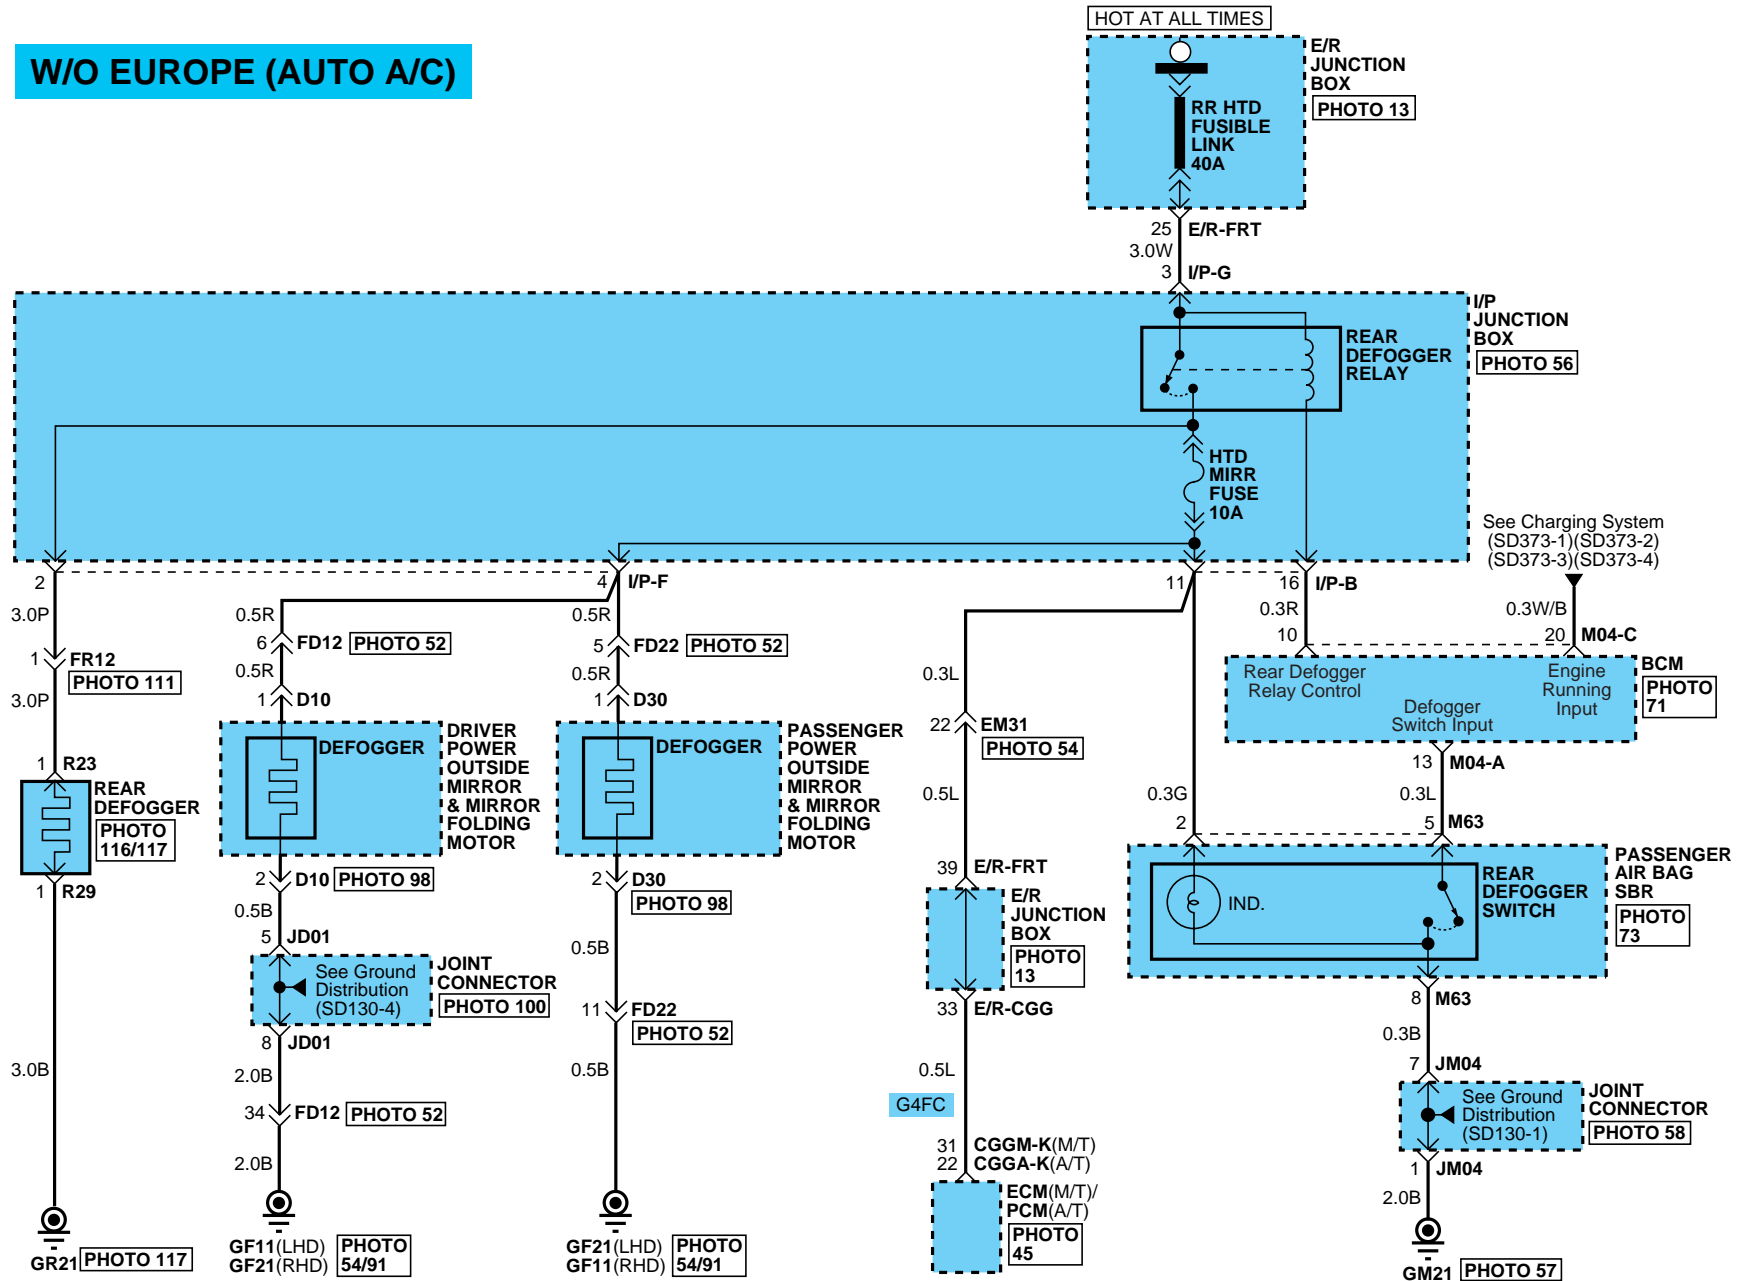 HOT AT ALL TIMES
W/O EUROPE (AUTO A/C)
E/R
JUNCTION
BOX
PHOTO 13
RR HTD
FUSIBLE
LINK
40A
25 E/R-FRT
3.0W
3 I/P-G
I/P
JUNCTION
BOX
PHOTO 56
REAR
DEFOGGER
RELAY
HTD
MIRR
FUSE
10A
See Charging System
(SD373-1)(SD373-2)
(SD373-3)(SD373-4)
2
4 I/P-F
11
16 I/P-B
3.0P
0.5R
0.5R
0.3R
0.3W/B
6 FD12 PHOTO 52
5 FD22 PHOTO 52
10
20 M04-C
1 FR12
PHOTO 111
0.5R
0.5R
0.3L
Rear Defogger
Relay Control
Engine
Running
Input
Defogger
Switch Input
BCM
PHOTO
71
3.0P
1 D10
1 D30
22 EM31
PHOTO 54
DEFOGGER
DRIVER
POWER
OUTSIDE
MIRROR
& MIRROR
FOLDING
MOTOR
DEFOGGER
PASSENGER
POWER
OUTSIDE
MIRROR
& MIRROR
FOLDING
MOTOR
13 M04-A
1 R23
REAR
DEFOGGER
PHOTO
116/117
0.5L
0.3G
0.3L
2
5 M63
1 R29
2 D10 PHOTO 98
2 D30
PHOTO 98
39 E/R-FRT
E/R
JUNCTION
BOX
PHOTO
13
IND.
REAR
DEFOGGER
SWITCH
PASSENGER
AIR BAG
SBR
PHOTO
73
0.5B
0.5B
5 JD01
See Ground
Distribution
(SD130-4)
JOINT
CONNECTOR
PHOTO 100
11 FD22
PHOTO 52
33 E/R-CGG
8 M63
8 JD01
0.3B
3.0B
2.0B
0.5B
0.5L
7 JM04
G4FC
34 FD12 PHOTO 52
See Ground
Distribution
(SD130-1)
JOINT
CONNECTOR
PHOTO 58
31 CGGM-K(M/T)
22 CGGA-K(A/T)
2.0B
1 JM04
ECM(M/T)/
PCM(A/T)
PHOTO
45
2.0B
GR21 PHOTO 117
GF11(LHD)
GF21(RHD)
PHOTO
54/91
GF21(LHD)
GF11(RHD)
PHOTO
54/91
GM21 PHOTO 57